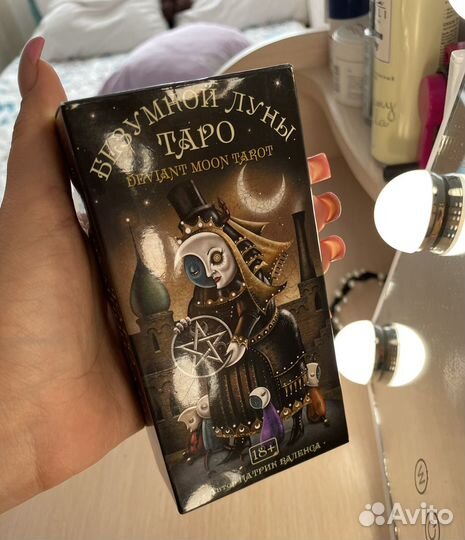 БЕЗУМНОЙ ЛУНЫ
ТАРО
DEVIANT MOON TAROT
18+
ПАТРИК ВАЛЕНСА
Avito